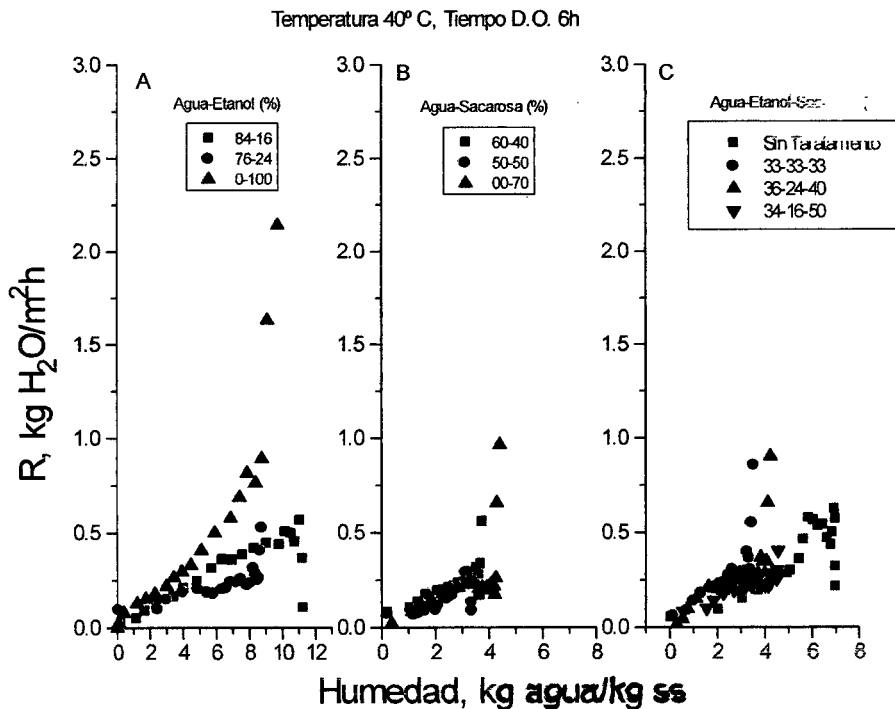 Temperatura 40º C, Tiempo D.O. 6h
A
Agua-Etanol (%)
84-16
76-24
0-100
B
Agua-Sacarosa (%)
60-40
50-50
00-70
C
Agua-Etanol-Sac
Sin Taratamento
33-33-33
36-24-40
34-16-50
R, kg H₂O/m²h
3.0
2.5
2.0
1.5
1.0
0.5
0.0
0 2 4 6 8 10 12
3.0
2.5
2.0
1.5
1.0
0.5
0.0
0 2 4 6 8
3.0
2.5
2.0
1.5
1.0
0.5
0.0
0 2 4 6 8
Humedad, kg agua/kg ss